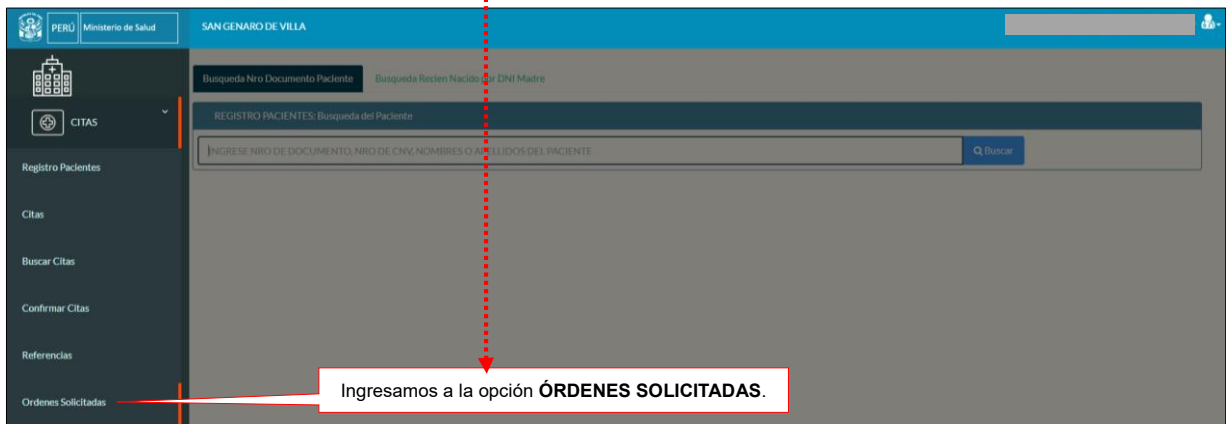 PERÚ Ministerio de Salud
SAN GENARO DE VILLA
Busqueda Nro Documento Paciente
Busqueda Recien Nacido por DNI Madre
CITAS
REGISTRO PACIENTES: Busqueda del Paciente
INGRESE NRO DE DOCUMENTO, NRO DE CNV, NOMBRES O APELLIDOS DEL PACIENTE
Buscar
Registro Pacientes
Citas
Buscar Citas
Confirmar Citas
Referencias
Ordenes Solicitadas
Ingresamos a la opción ÓRDENES SOLICITADAS.